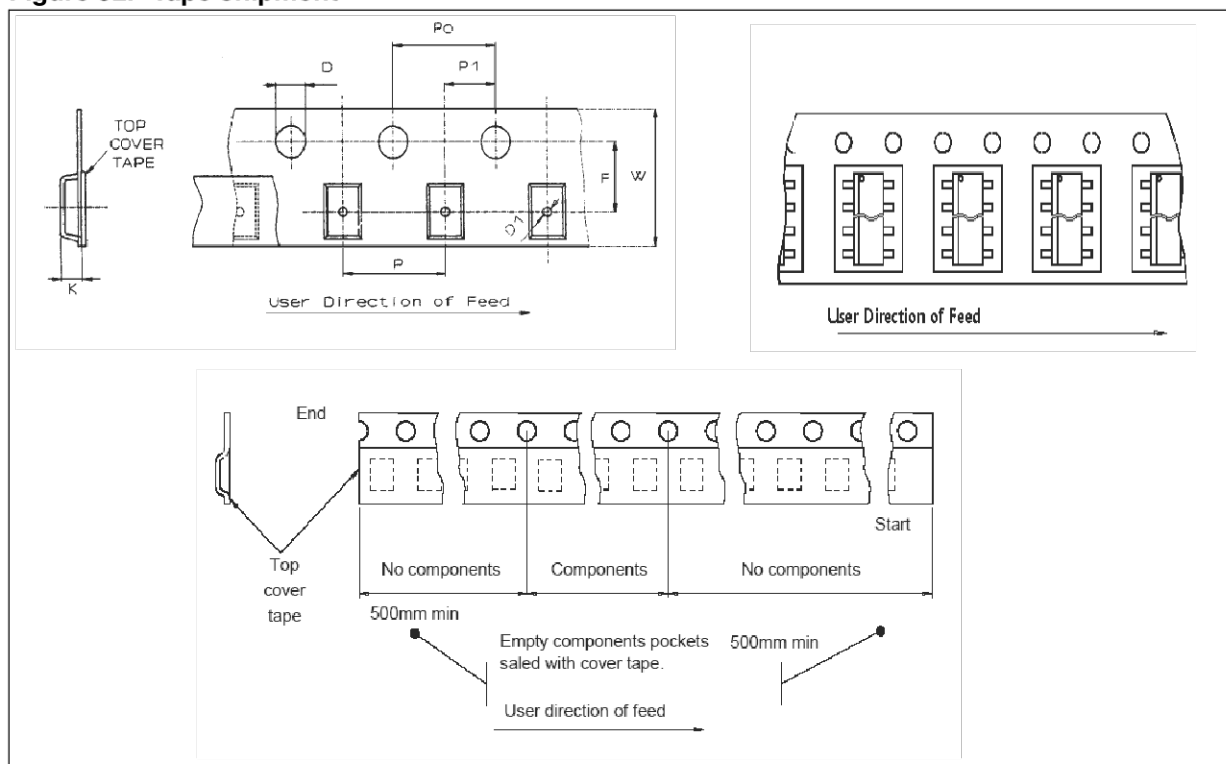 Po
D
P1
TOP
COVER
TAPE
F
W
D1
P
K
User Direction of Feed
User Direction of Feed
End
Start
Top
cover
tape
No components
Components
No components
500mm min
500mm min
Empty components pockets
saled with cover tape.
User direction of feed